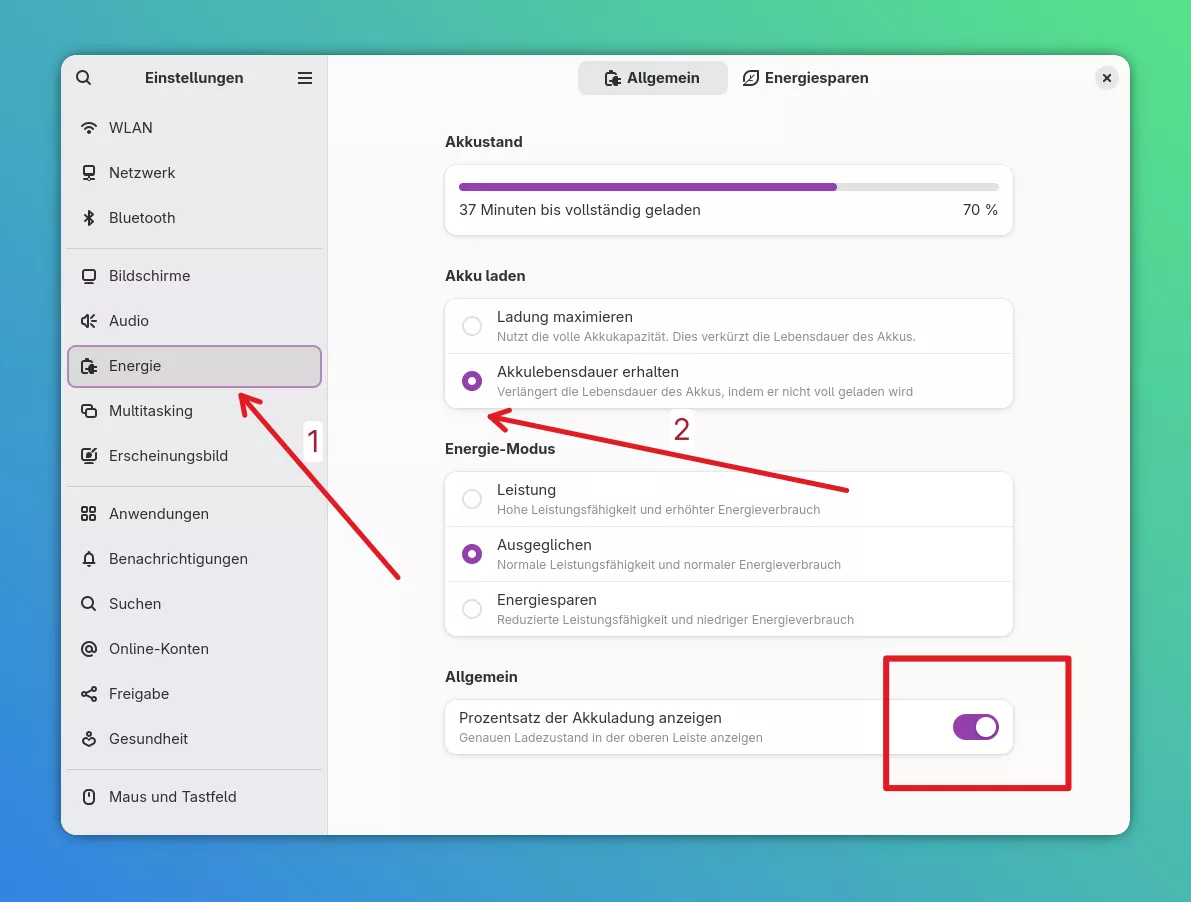 Einstellungen
WLAN
Netzwerk
Bluetooth
Bildschirme
Audio
Energie
Multitasking
Erscheinungsbild
Anwendungen
Benachrichtigungen
Suchen
Online-Konten
Freigabe
Gesundheit
Maus und Tastfeld
1
Allgemein
Energiesparen
Akkustand
37 Minuten bis vollständig geladen
70 %
Akku laden
Ladung maximieren
Nutzt die volle Akkukapazität. Dies verkürzt die Lebensdauer des Akkus.
Akkulebensdauer erhalten
Verlängert die Lebensdauer des Akkus, indem er nicht voll geladen wird
2
Energie-Modus
Leistung
Hohe Leistungsfähigkeit und erhöhter Energieverbrauch
Ausgeglichen
Normale Leistungsfähigkeit und normaler Energieverbrauch
Energiesparen
Reduzierte Leistungsfähigkeit und niedriger Energieverbrauch
Allgemein
Prozentsatz der Akkuladung anzeigen
Genauen Ladezustand in der oberen Leiste anzeigen